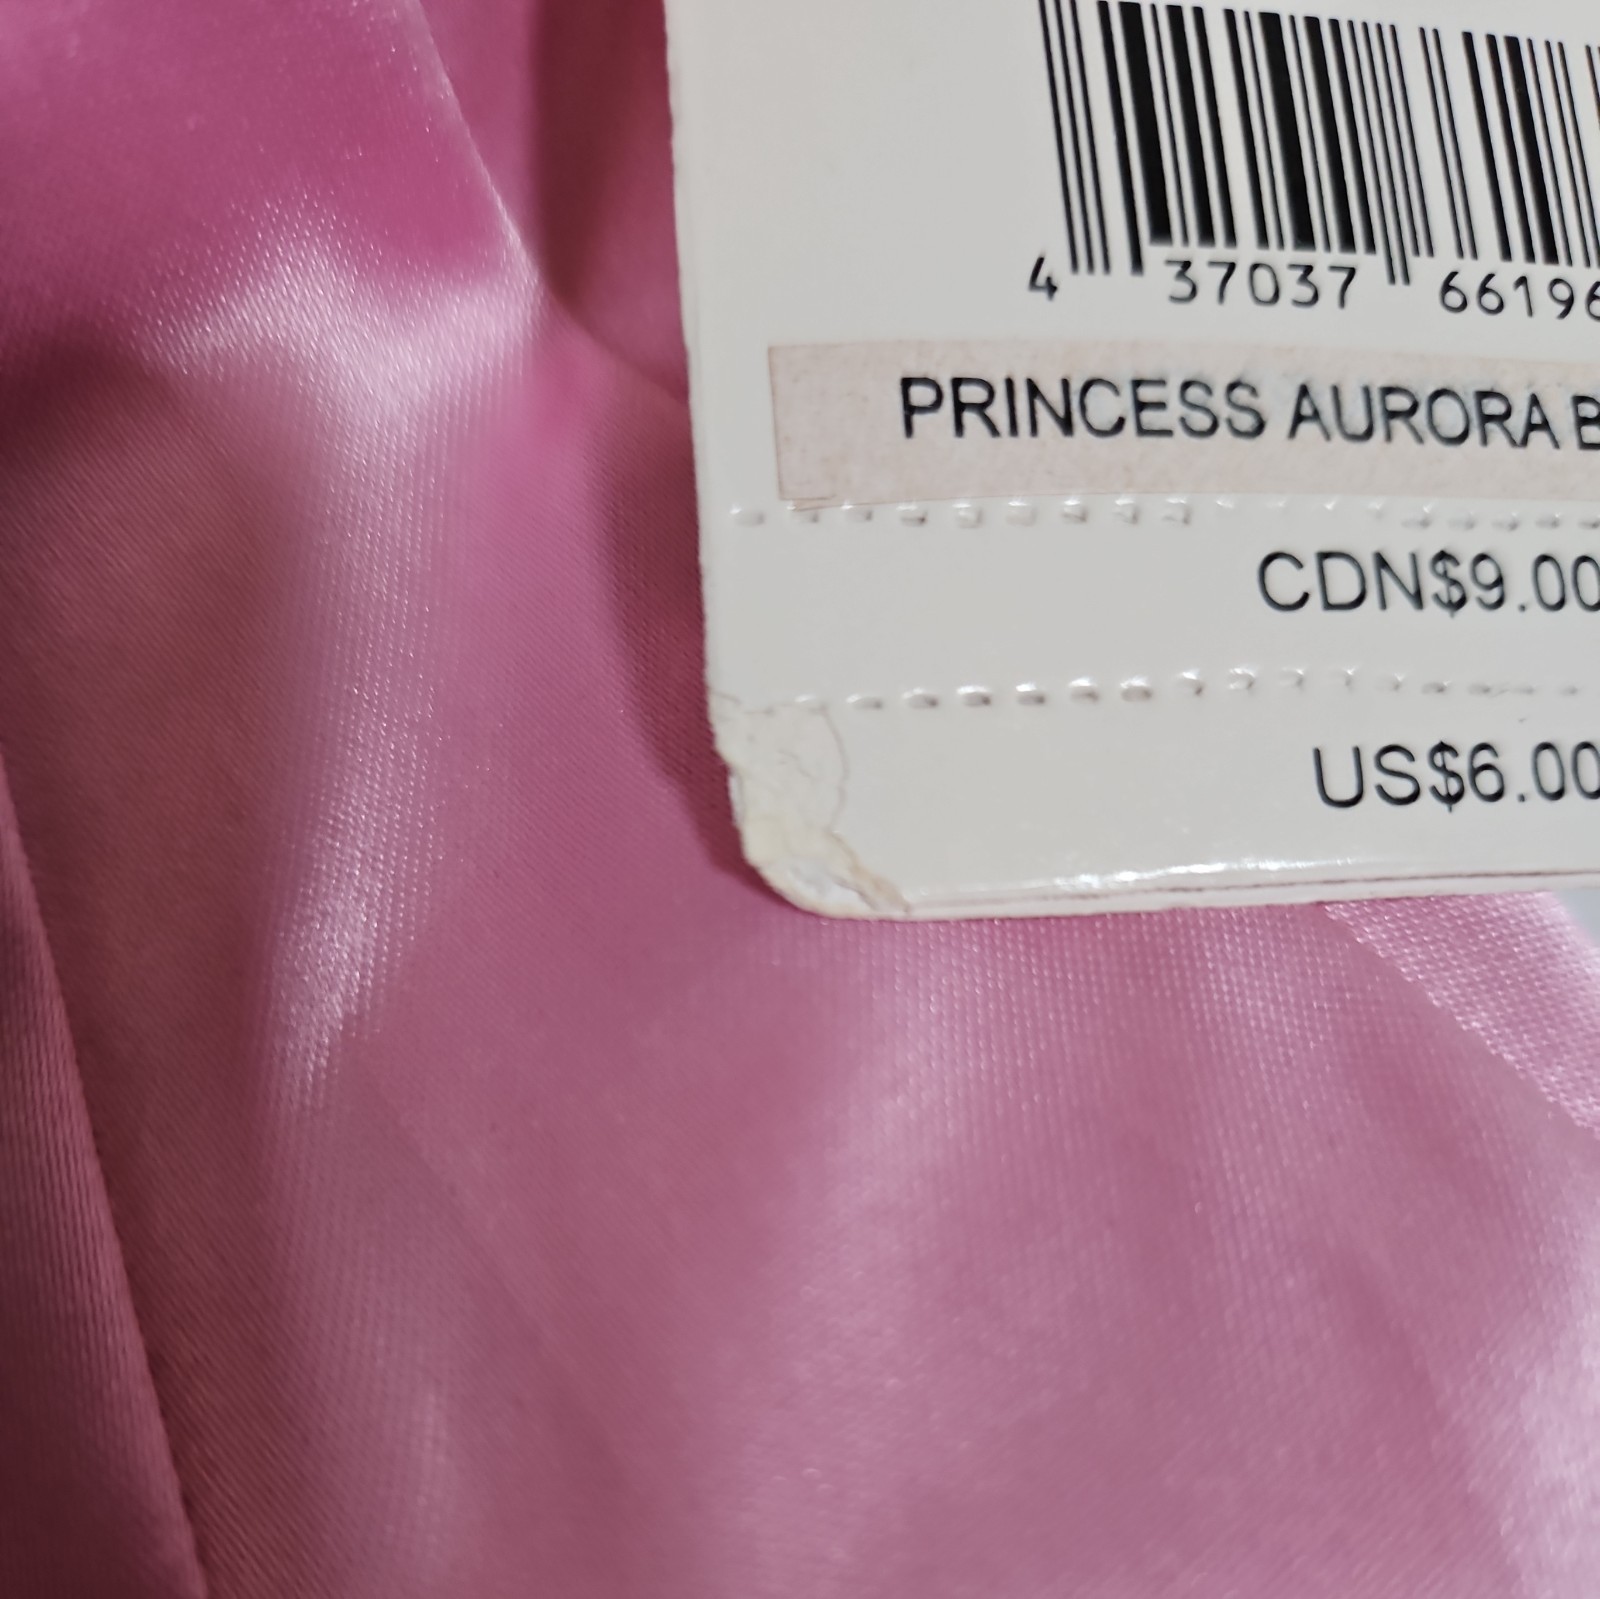 4 37037 66196
PRINCESS AURORA B
CDN$9.00
US$6.00